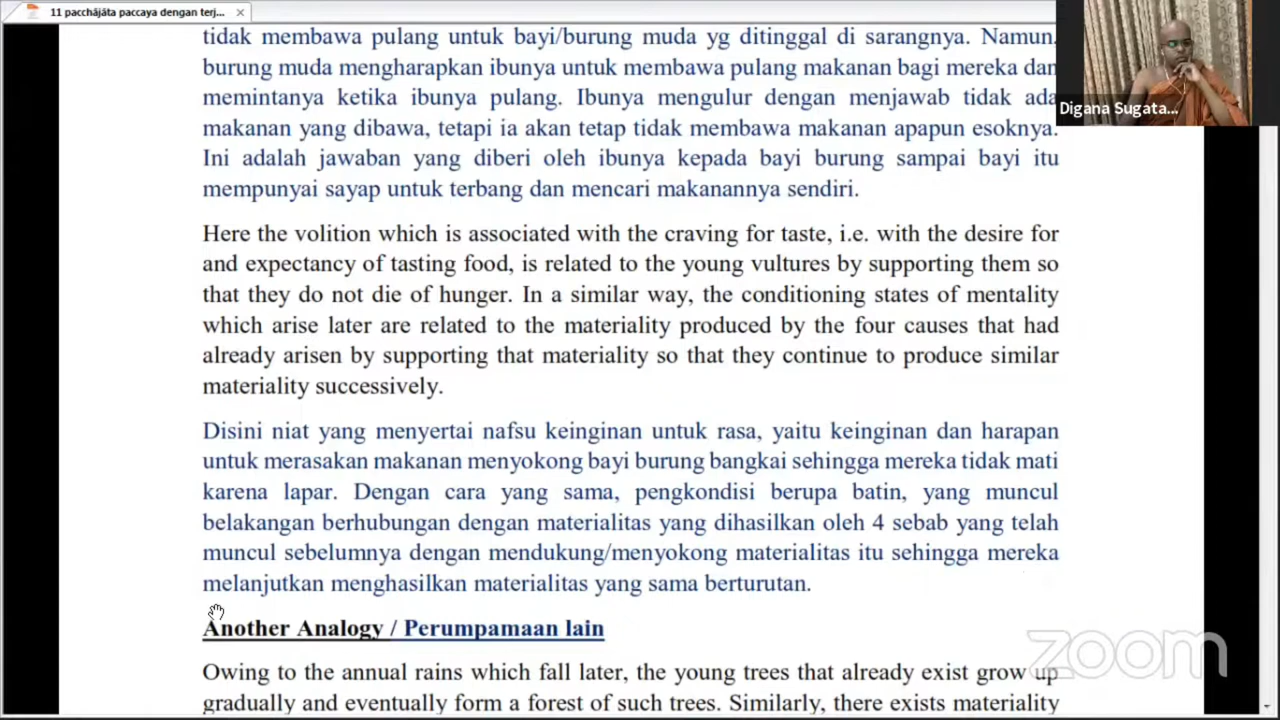 11 pacchājāta paccaya dengan terj...
tidak membawa pulang untuk bayi/burung muda yg ditinggal di sarangnya. Namun.
burung muda mengharapkan ibunya untuk membawa pulang makanan bagi mereka dan
memintanya ketika ibunya pulang. Ibunya mengulur dengan menjawab tidak ada
makanan yang dibawa, tetapi ia akan tetap tidak membawa makanan apapun esoknya.
Ini adalah jawaban yang diberi oleh ibunya kepada bayi burung sampai bayi itu
mempunyai sayap untuk terbang dan mencari makanannya sendiri.
Digana Sugata...
Here the volition which is associated with the craving for taste, i.e. with the desire for
and expectancy of tasting food, is related to the young vultures by supporting them so
that they do not die of hunger. In a similar way, the conditioning states of mentality
which arise later are related to the materiality produced by the four causes that had
already arisen by supporting that materiality so that they continue to produce similar
materiality successively.
Disini niat yang menyertai nafsu keinginan untuk rasa, yaitu keinginan dan harapan
untuk merasakan makanan menyokong bayi burung bangkai sehingga mereka tidak mati
karena lapar. Dengan cara yang sama, pengkondisi berupa batin, yang muncul
belakangan berhubungan dengan materialitas yang dihasilkan oleh 4 sebab yang telah
muncul sebelumnya dengan mendukung/menyokong materialitas itu sehingga mereka
melanjutkan menghasilkan materialitas yang sama berturutan.
Another Analogy / Perumpamaan lain
Owing to the annual rains which fall later, the young trees that already exist grow up
gradually and eventually form a forest of such trees. Similarly, there exists materiality
zoom